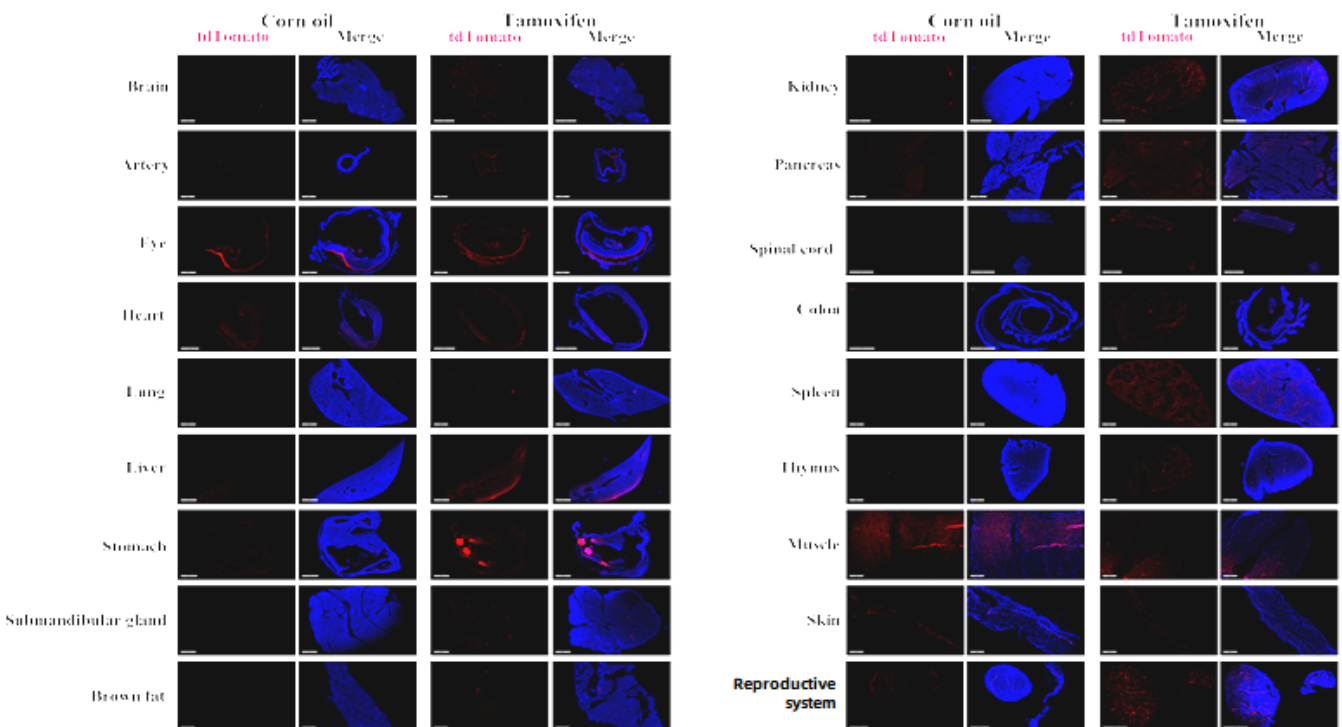 Corn oil Tamoxifen Corn oil Tamoxifen
tdTomato Merge tdTomato Merge tdTomato Merge tdTomato Merge
Brain Kidney
Artery Pancreas
Eye Spinal cord
Heart Colon
Lung Spleen
Liver Thymus
Stomach Muscle
Submandibular gland Skin
Brown fat Reproductive
system